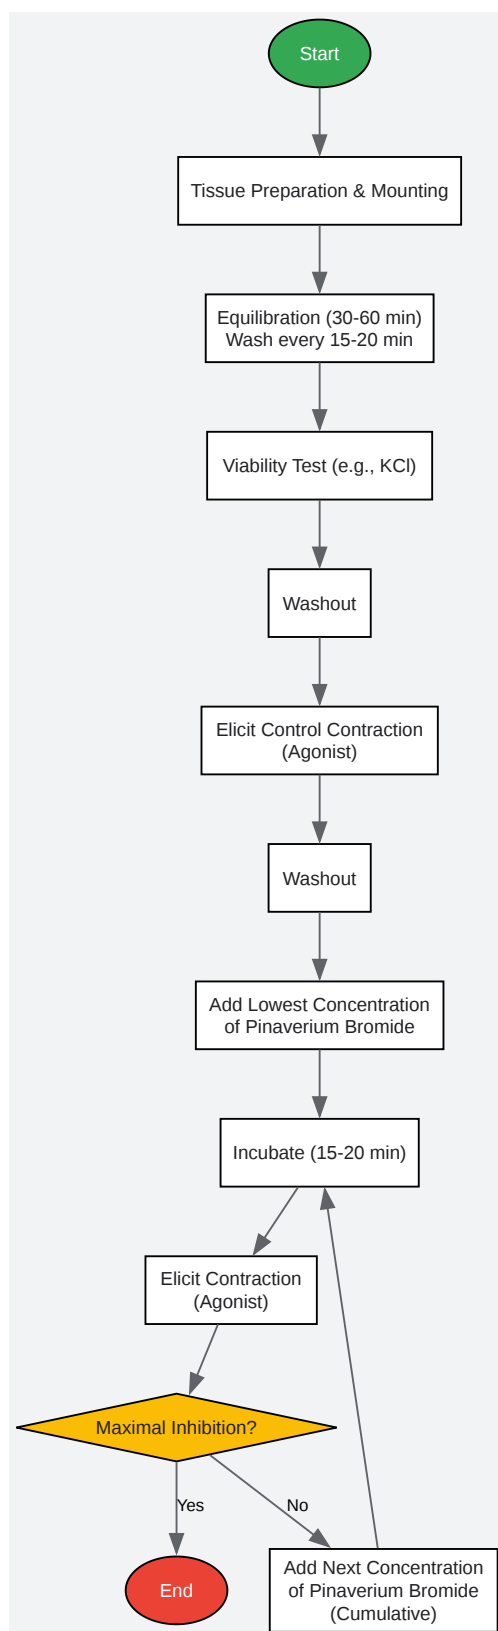 Start
Tissue Preparation & Mounting
Equilibration (30-60 min)
Wash every 15-20 min
Viability Test (e.g., KCl)
Washout
Elicit Control Contraction
(Agonist)
Washout
Add Lowest Concentration
of Pinaverium Bromide
Incubate (15-20 min)
Elicit Contraction
(Agonist)
Maximal Inhibition?
Yes
No
End
Add Next Concentration
of Pinaverium Bromide
(Cumulative)